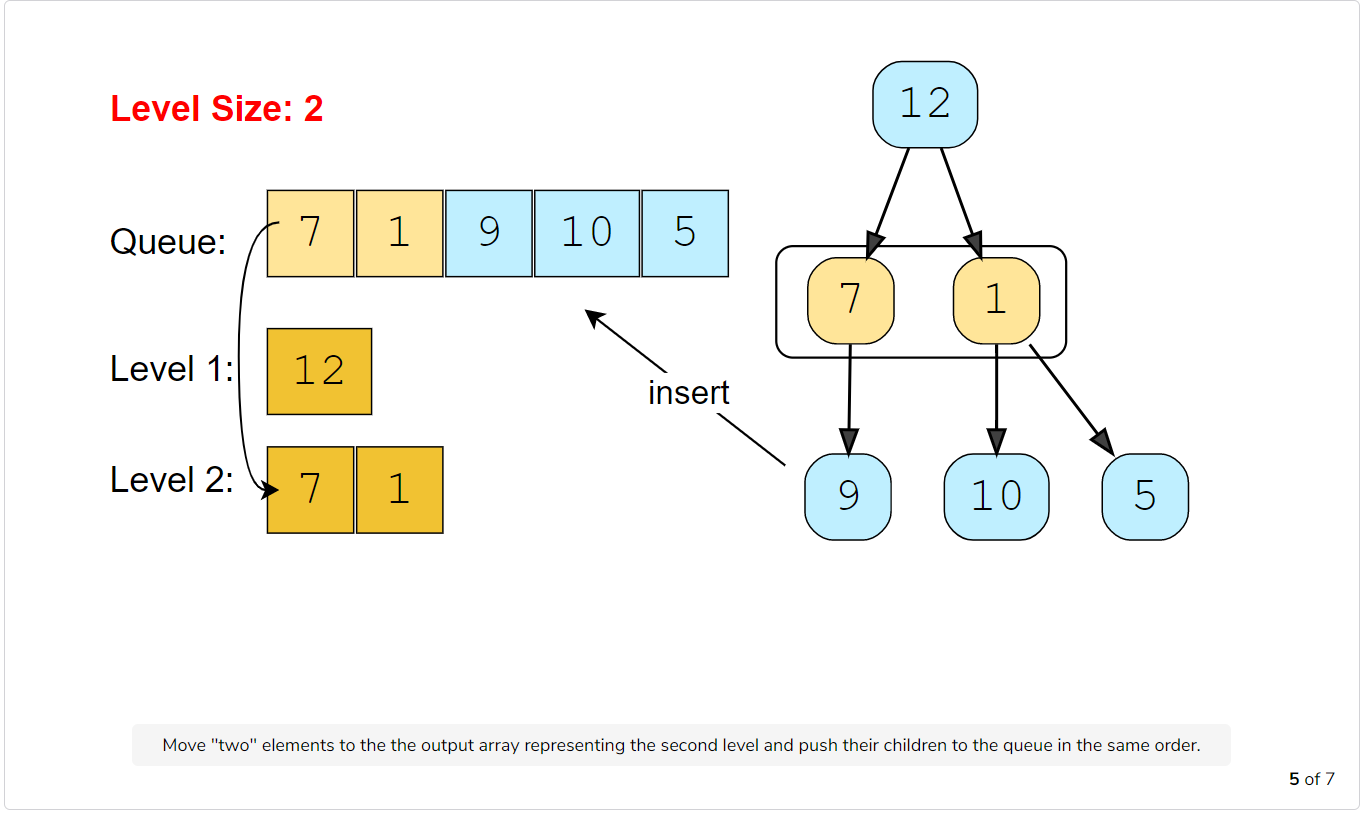 Level Size: 2
12
Queue:
7 1 9 10 5
7 1
Level 1:
12
insert
Level 2:
7 1
9 10 5
Move "two" elements to the the output array representing the second level and push their children to the queue in the same order.
5 of 7